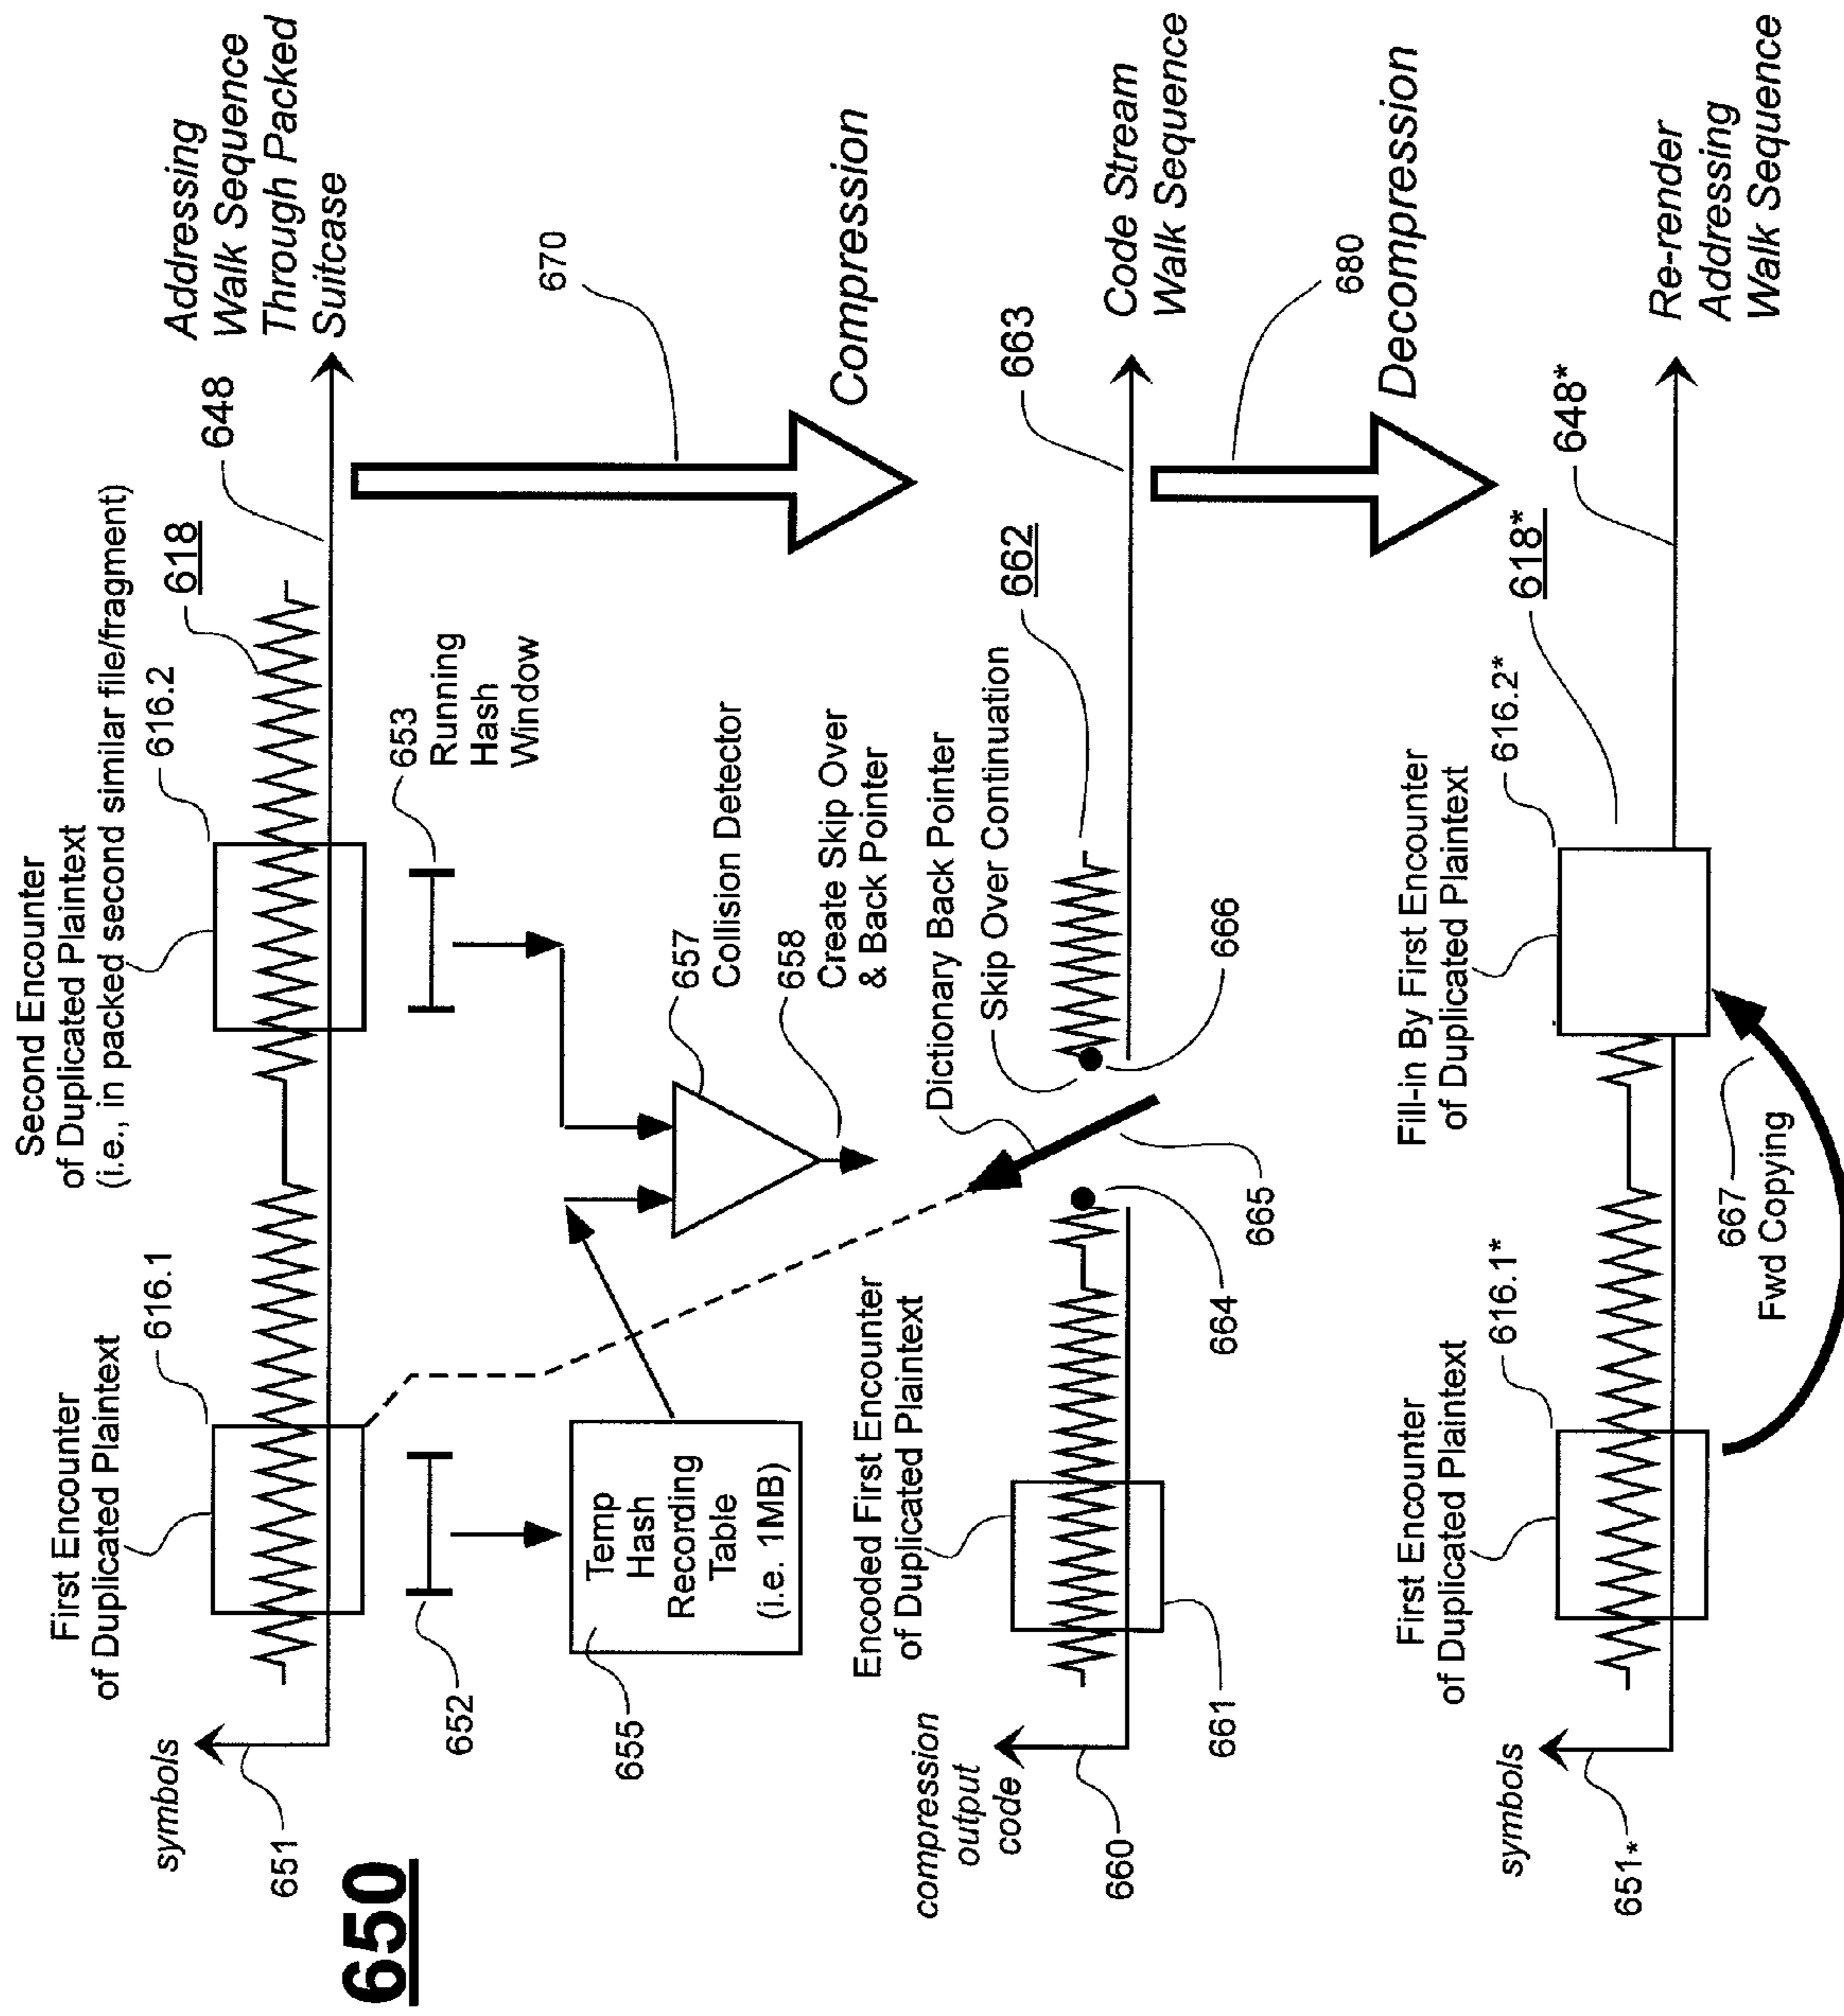 650
symbols
651
First Encounter
of Duplicated Plaintext
616.1
Second Encounter
of Duplicated Plaintext
(i.e., in packed second similar file/fragment)
616.2
618
648
Addressing
Walk Sequence
Through Packed
Suitcase
652
653
Running
Hash
Window
655
Temp
Hash
Recording
Table
(i.e. 1MB)
657
Collision Detector
658
Create Skip Over
& Back Pointer
670
Compression
compression
output
code
660
Encoded First Encounter
of Duplicated Plaintext
661
664
665
Dictionary Back Pointer
Skip Over Continuation
666
662
663
Code Stream
Walk Sequence
680
Decompression
symbols
651*
First Encounter
of Duplicated Plaintext
616.1*
667
Fwd Copying
Fill-in By First Encounter
of Duplicated Plaintext
616.2*
618*
648*
Re-render
Addressing
Walk Sequence